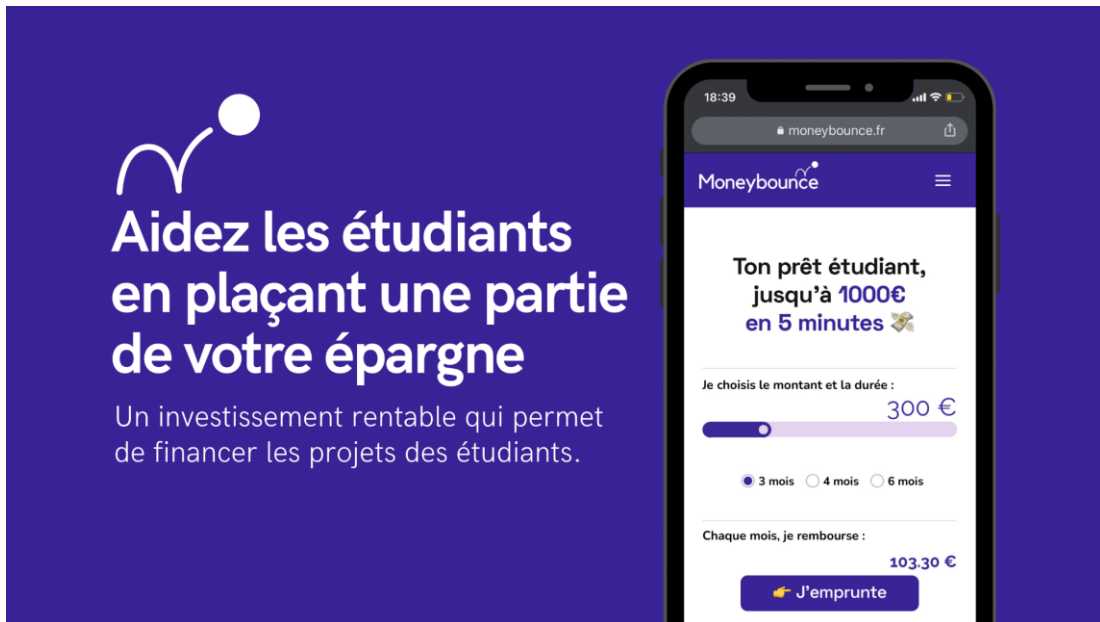 Aidez les étudiants
en plaçant une partie
de votre épargne
Un investissement rentable qui permet
de financer les projets des étudiants.
18:39
moneybounce.fr
Moneybounce
Ton prêt étudiant,
jusqu'à 1000€
en 5 minutes 💸
Je choisis le montant et la durée :
300 €
3 mois 4 mois 6 mois
Chaque mois, je rembourse :
103.30 €
👉 J'emprunte